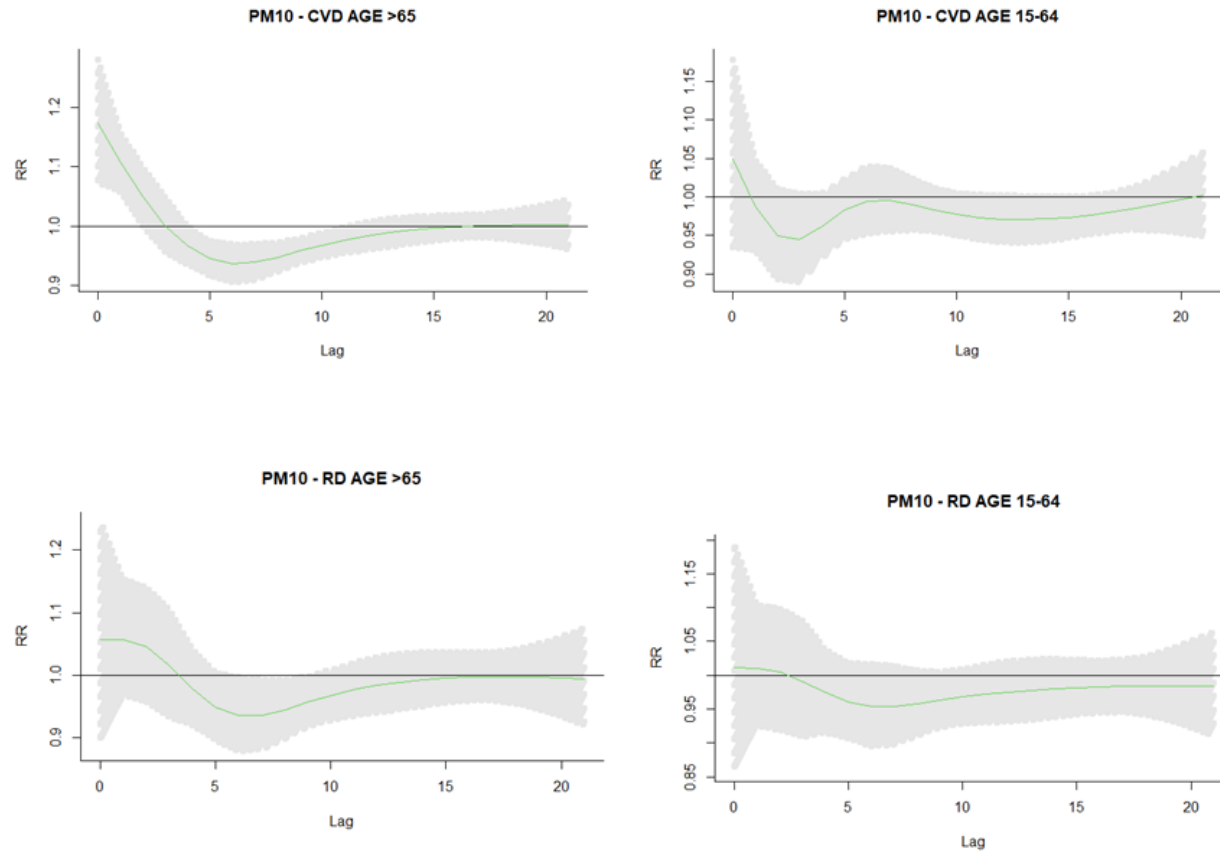 PM10 - CVD AGE >65
RR
1.2
1.1
1.0
0.9
0 5 10 15 20
Lag
PM10 - CVD AGE 15-64
RR
1.15
1.10
1.05
1.00
0.95
0.90
0 5 10 15 20
Lag
PM10 - RD AGE >65
RR
1.2
1.1
1.0
0.9
0 5 10 15 20
Lag
PM10 - RD AGE 15-64
RR
1.15
1.05
0.95
0.85
0 5 10 15 20
Lag